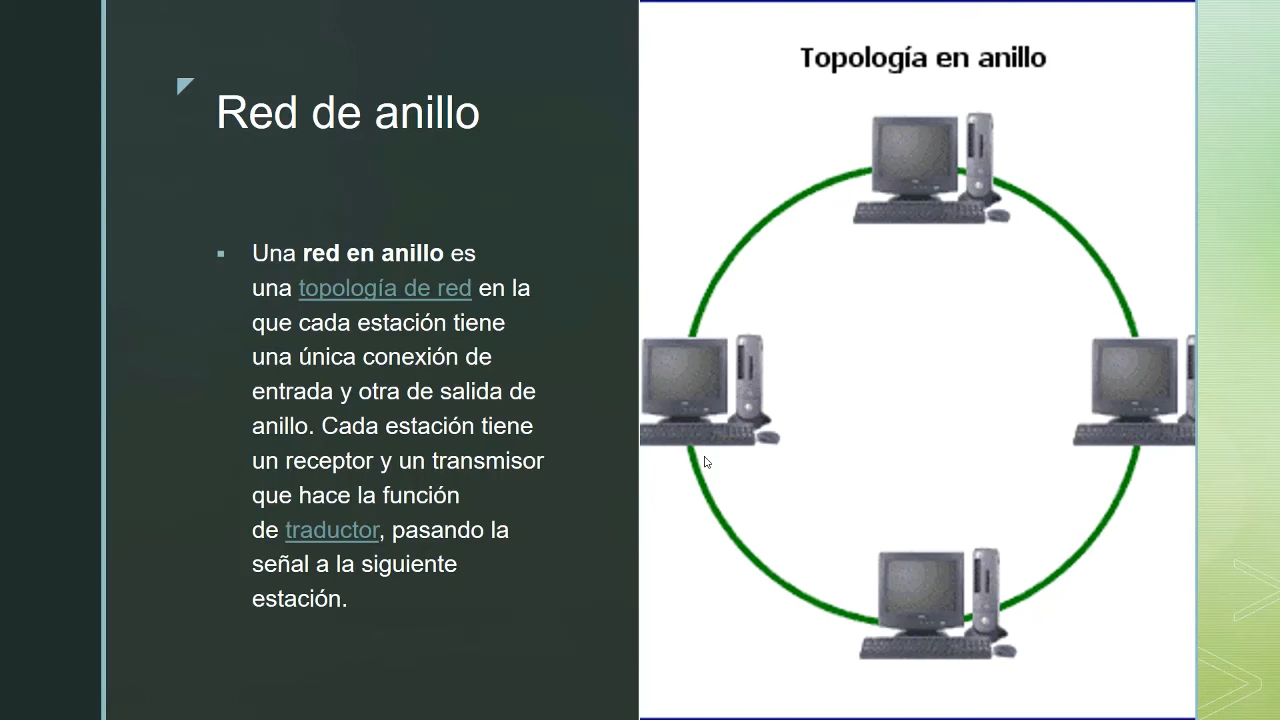 Red de anillo
Una red en anillo es
una topología de red en la
que cada estación tiene
una única conexión de
entrada y otra de salida de
anillo. Cada estación tiene
un receptor y un transmisor
que hace la función
de traductor, pasando la
señal a la siguiente
estación.
Topología en anillo